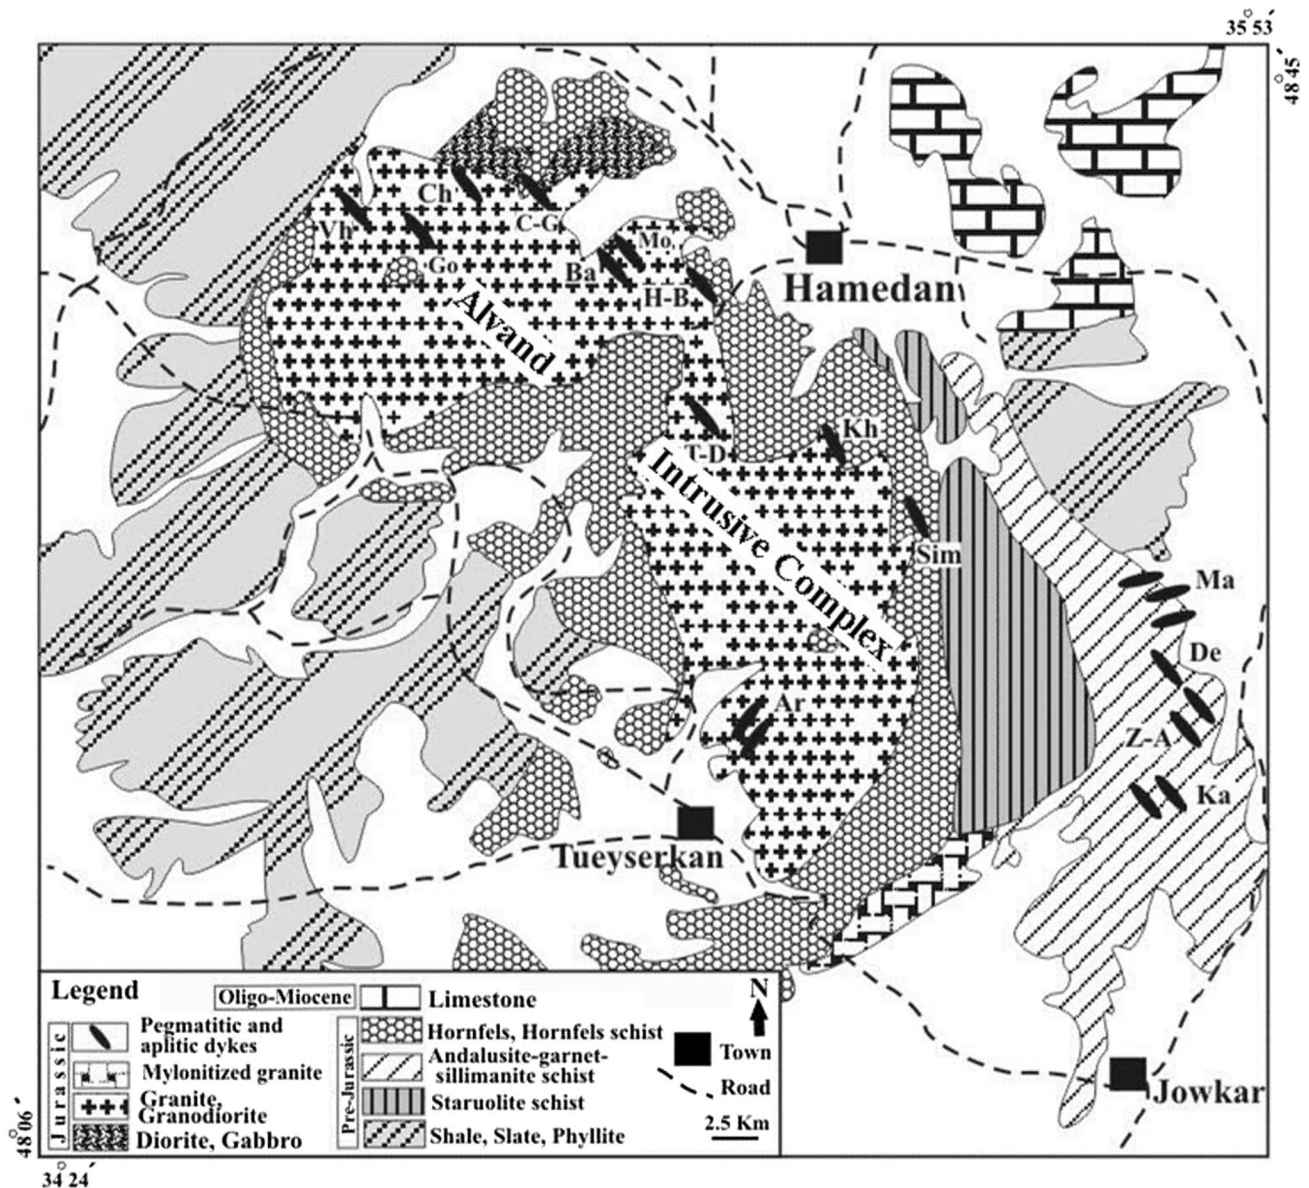 35° 53´
48° 45´
Ch
Vh
C-G
Go
Mo
Ba
H-B
Hamedan
Alvand
Kh
T-D
Intrusive Complex
Sim
Ma
De
Ar
Z-A
Ka
Tueyserkan
Legend
Oligo-Miocene
Limestone
N
Jurassic
Pegmatitic and
aplitic dykes
Mylonitized granite
Granite,
Granodiorite
Diorite, Gabbro
Pre-Jurassic
Hornfels, Hornfels schist
Andalusite-garnet-
sillimanite schist
Staruolite schist
Shale, Slate, Phyllite
Town
Road
2.5 Km
Jowkar
48° 06´
34° 24´